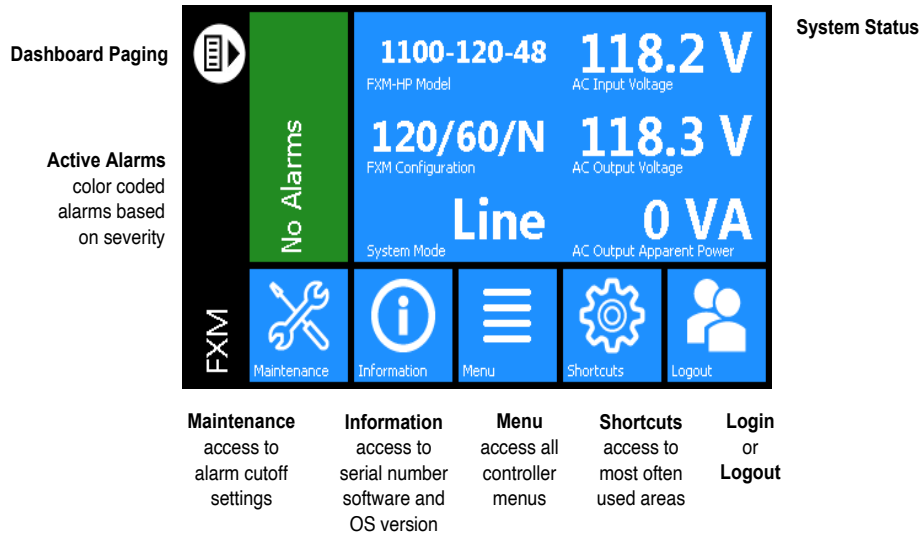 System Status
Dashboard Paging
Active Alarms
color coded
alarms based
on severity
FXM
No Alarms
1100-120-48
FXM-HP Model
118.2 V
AC Input Voltage
120/60/N
FXM Configuration
118.3 V
AC Output Voltage
Line
System Mode
0 VA
AC Output Apparent Power
Maintenance
Information
Menu
Shortcuts
Logout
Maintenance
access to
alarm cutoff
settings
Information
access to
serial number
software and
OS version
Menu
access all
controller
menus
Shortcuts
access to
most often
used areas
Login
or
Logout